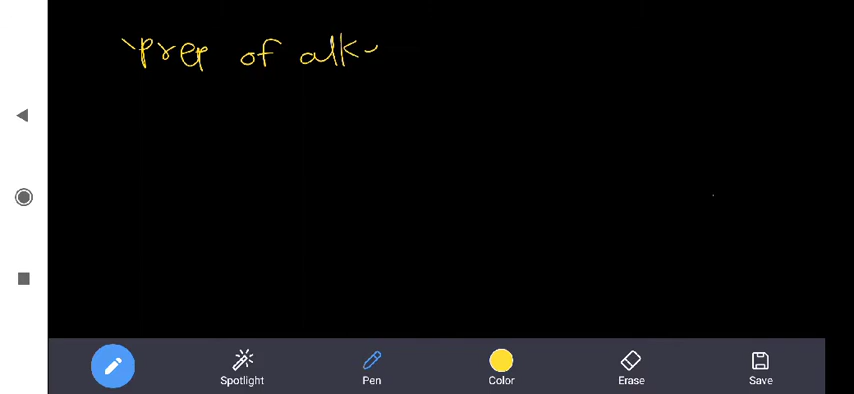 Prep of alk
Spotlight
Pen
Color
Erase
Save